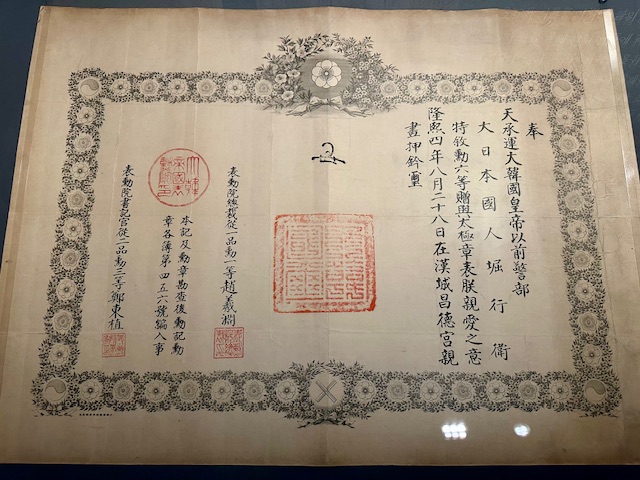 奉
天承運大韓國皇帝以前警部
大日本國人堀行衛
特敘勳六等贈與太極章表朕親愛之意
隆熙四年八月二十八日在漢城昌德宮親
畫押鈐璽
表勳院總裁從一品勳一等趙義淵
本記及勳章勘查後勳記勳
章各簿第四五六號編入事
表勳院書記官從二品勳三等鄭東植